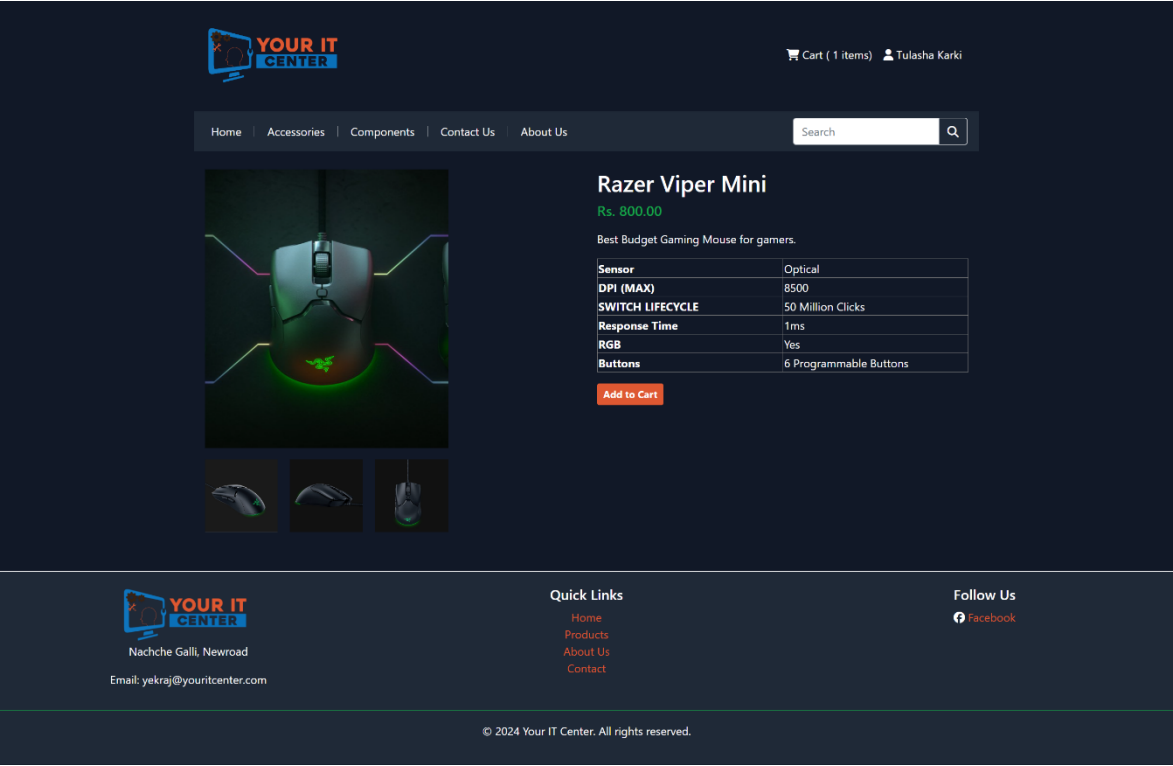 YOUR IT
CENTER
Cart ( 1 items) Tulasha Karki
Home | Accessories | Components | Contact Us | About Us Search
Razer Viper Mini
Rs. 800.00
Best Budget Gaming Mouse for gamers.
Sensor Optical
DPI (MAX) 8500
SWITCH LIFECYCLE 50 Million Clicks
Response Time 1ms
RGB Yes
Buttons 6 Programmable Buttons
Add to Cart
YOUR IT
CENTER
Nachche Galli, Newroad
Email: yekraj@youritcenter.com
Quick Links
Home
Products
About Us
Contact
Follow Us
Facebook
© 2024 Your IT Center. All rights reserved.